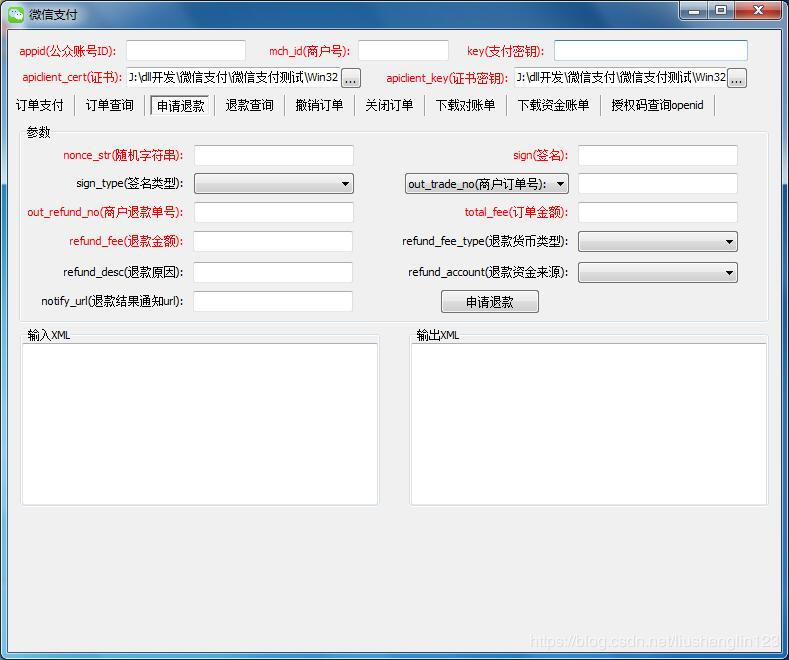 微信支付
appid(公众账号ID): mch_id(商户号): key(支付密钥):
apiclient_cert(证书): J:\dll开发\微信支付\微信支付测试\Win32 ... apiclient_key(证书密钥): J:\dll开发\微信支付\微信支付测试\Win32 ...
订单支付 订单查询 申请退款 退款查询 撤销订单 关闭订单 下载对账单 下载资金账单 授权码查询openid
参数
nonce_str(随机字符串): sign(签名):
sign_type(签名类型): out_trade_no(商户订单号):
out_refund_no(商户退款单号): total_fee(订单金额):
refund_fee(退款金额): refund_fee_type(退款货币类型):
refund_desc(退款原因): refund_account(退款资金来源):
notify_url(退款结果通知url): 申请退款
输入XML 输出XML
https://blog.csdn.net/liushenglin123